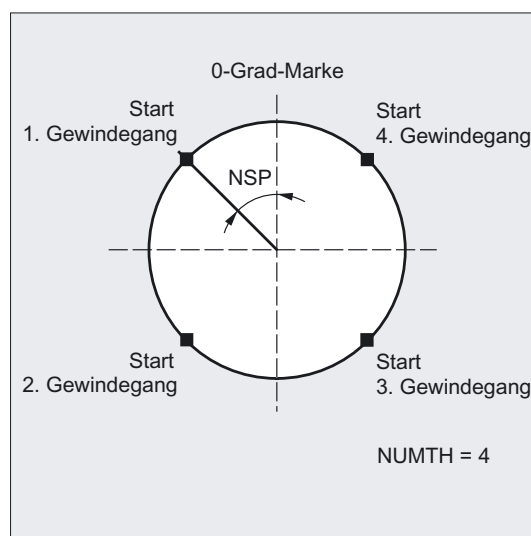 0-Grad-Marke
Start
1. Gewindegang
Start
4. Gewindegang
NSP
Start
2. Gewindegang
Start
3. Gewindegang
NUMTH = 4